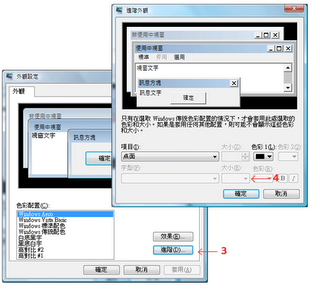 外觀設定
外觀
非使用中視窗
使用中視窗
視窗文字
訊息方塊
確定
色彩配置(C):
Windows Aero
Windows Vista Basic
Windows 標準配色
Windows 傳統配色
白底黑字
黑底白字
高對比 #2
高對比 #1
效果(E)...
進階(D)...
3
確定
取消
套用(A)
進階外觀
非使用中視窗
使用中視窗
標準
停用
選用
視窗文字
訊息方塊
訊息文字
確定
只有在選取 Windows 傳統色彩配置的情況下，才會套用此處選取的
色彩和大小。如果是套用任何其他配置，則可能不會顯示這些色彩
和大小。
項目(I):
大小(Z):
色彩 1(L):
色彩 2(2):
桌面
字型(F):
大小(E):
色彩(R):
B
I
4
確定
取消